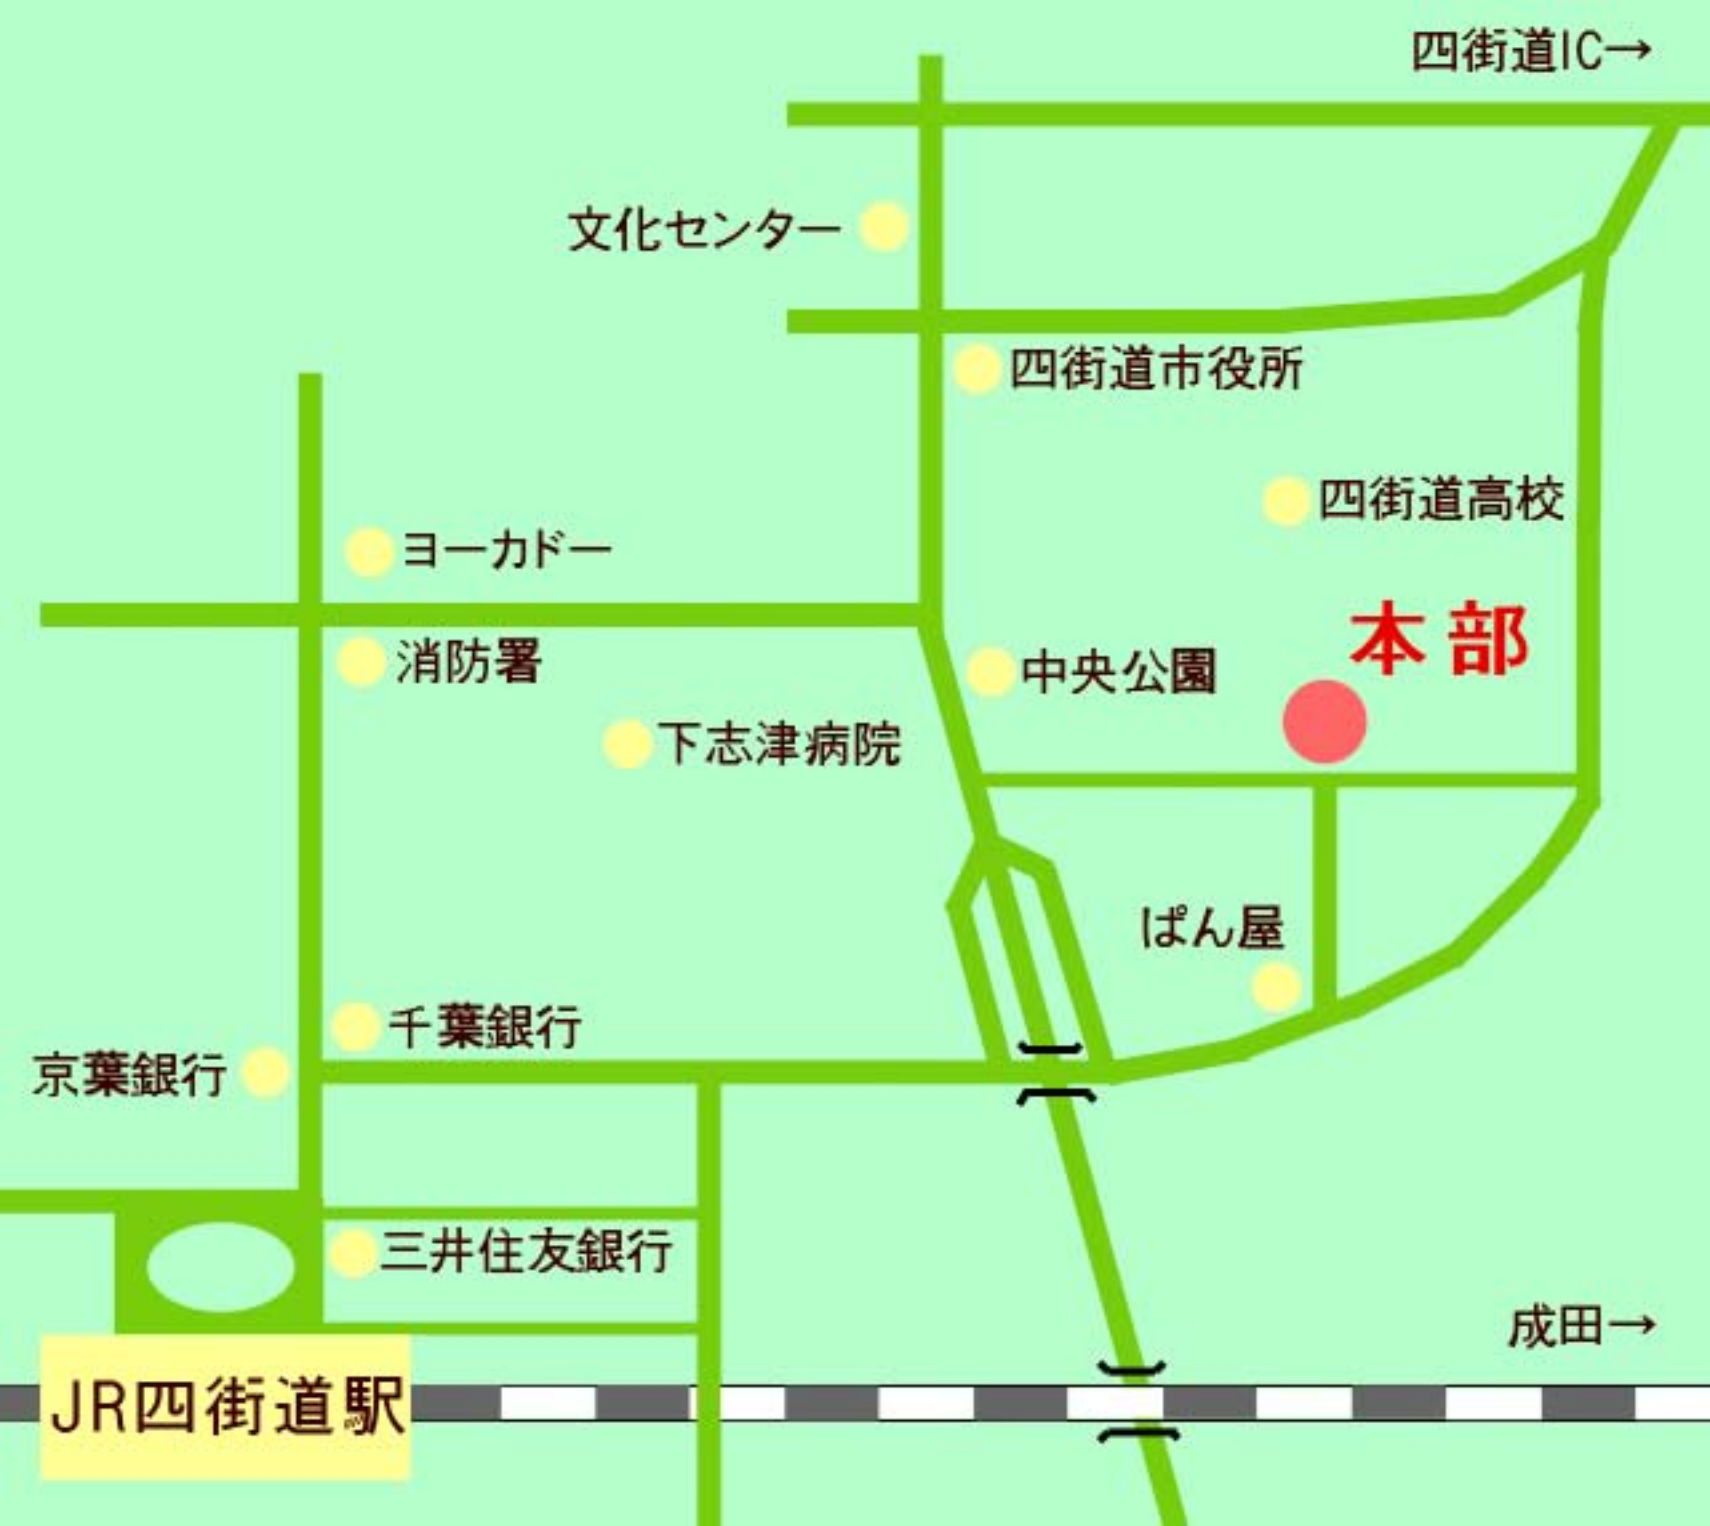 四街道IC→
文化センター
四街道市役所
四街道高校
ヨーカドー
本部
消防署
中央公園
下志津病院
ぱん屋
千葉銀行
京葉銀行
三井住友銀行
成田→
JR四街道駅